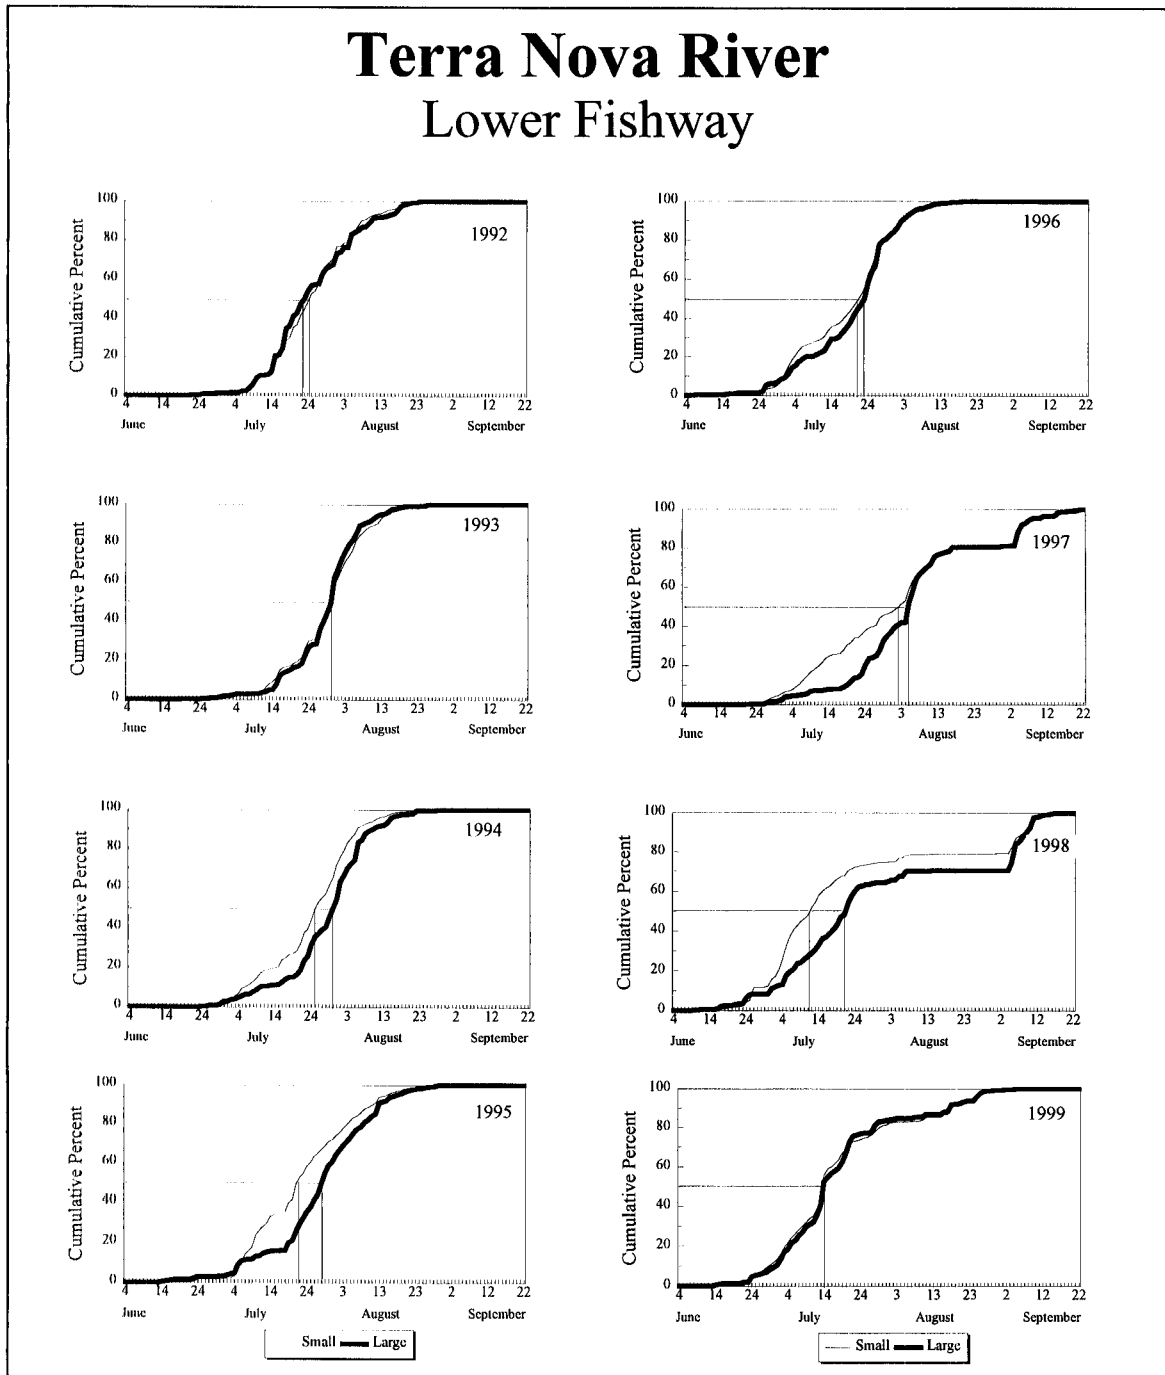 Terra Nova River
Lower Fishway
Cumulative Percent
100
80
60
40
20
0
1992
4 14 24 4 14 24 3 13 23 2 12 22
June July August September
Cumulative Percent
100
80
60
40
20
0
1996
4 14 24 4 14 24 3 13 23 2 12 22
June July August September
Cumulative Percent
100
80
60
40
20
0
1993
4 14 24 4 14 24 3 13 23 2 12 22
June July August September
Cumulative Percent
100
80
60
40
20
0
1997
4 14 24 4 14 24 3 13 23 2 12 22
June July August September
Cumulative Percent
100
80
60
40
20
0
1994
4 14 24 4 14 24 3 13 23 2 12 22
June July August September
Cumulative Percent
100
80
60
40
20
0
1998
4 14 24 4 14 24 3 13 23 2 12 22
June July August September
Cumulative Percent
100
80
60
40
20
0
1995
4 14 24 4 14 24 3 13 23 2 12 22
June July August September
Small Large
Cumulative Percent
100
80
60
40
20
0
1999
4 14 24 4 14 24 3 13 23 2 12 22
June July August September
Small Large